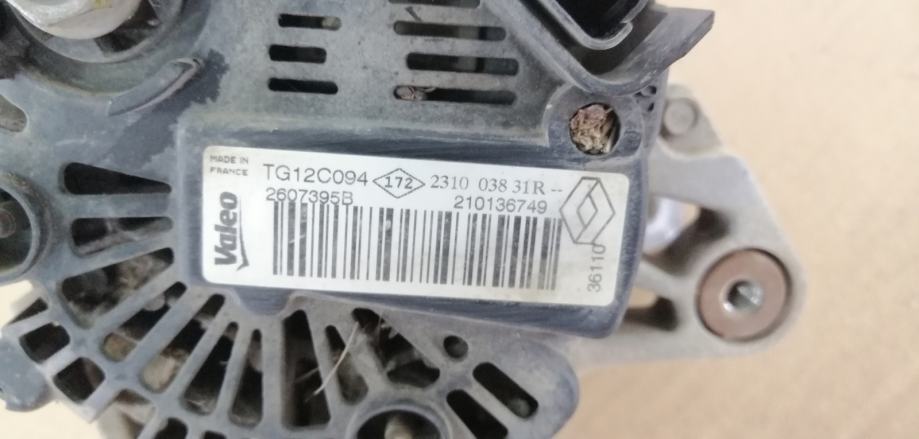 MADE IN
FRANCE
TG12C094 172 2310 038 31R --
2607395B 210136749
Valeo
36110